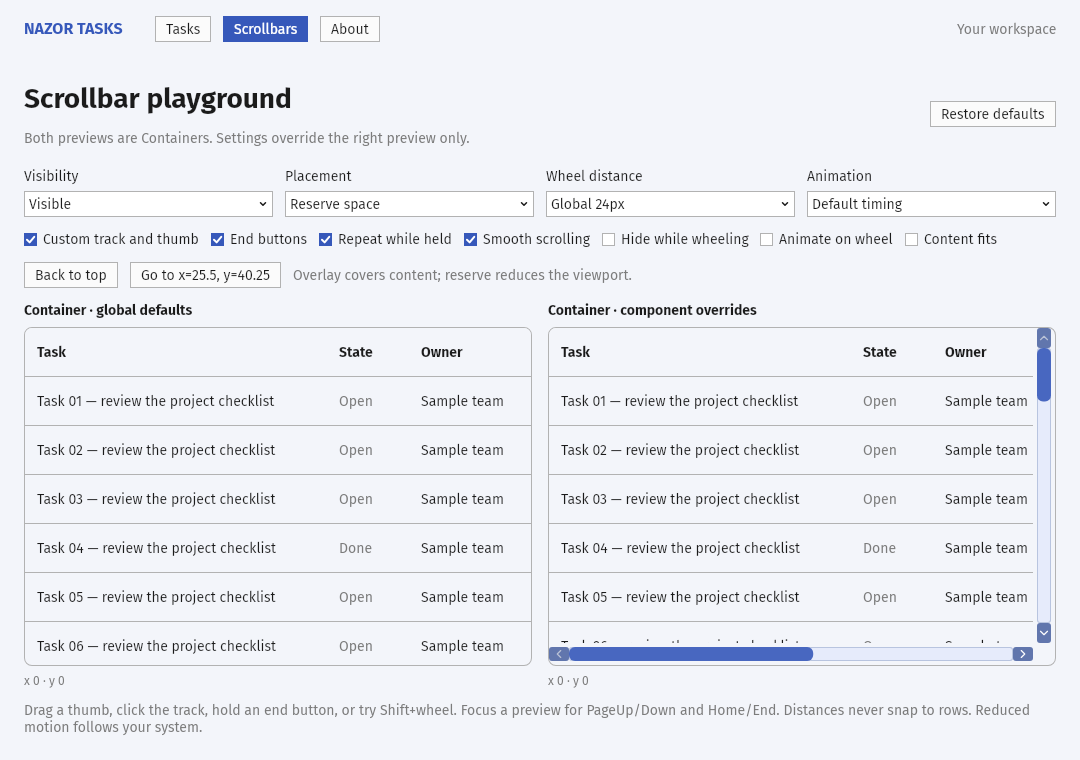 NAZOR TASKS Tasks Scrollbars About Your workspace
Scrollbar playground
Restore defaults
Both previews are Containers. Settings override the right preview only.
Visibility Placement Wheel distance Animation
Visible Reserve space Global 24px Default timing
Custom track and thumb End buttons Repeat while held Smooth scrolling Hide while wheeling Animate on wheel Content fits
Back to top Go to x=25.5, y=40.25 Overlay covers content; reserve reduces the viewport.
Container · global defaults Container · component overrides
Task State Owner Task State Owner
Task 01 — review the project checklist Open Sample team Task 01 — review the project checklist Open Sample team
Task 02 — review the project checklist Open Sample team Task 02 — review the project checklist Open Sample team
Task 03 — review the project checklist Open Sample team Task 03 — review the project checklist Open Sample team
Task 04 — review the project checklist Done Sample team Task 04 — review the project checklist Done Sample team
Task 05 — review the project checklist Open Sample team Task 05 — review the project checklist Open Sample team
Task 06 — review the project checklist Open Sample team
x 0 · y 0 x 0 · y 0
Drag a thumb, click the track, hold an end button, or try Shift+wheel. Focus a preview for PageUp/Down and Home/End. Distances never snap to rows. Reduced
motion follows your system.